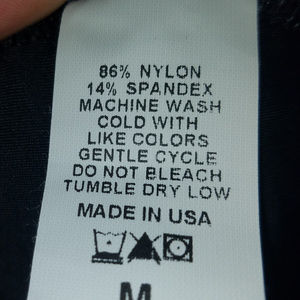 86% NYLON
14% SPANDEX
MACHINE WASH
COLD WITH
LIKE COLORS
GENTLE CYCLE
DO NOT BLEACH
TUMBLE DRY LOW
MADE IN USA
M